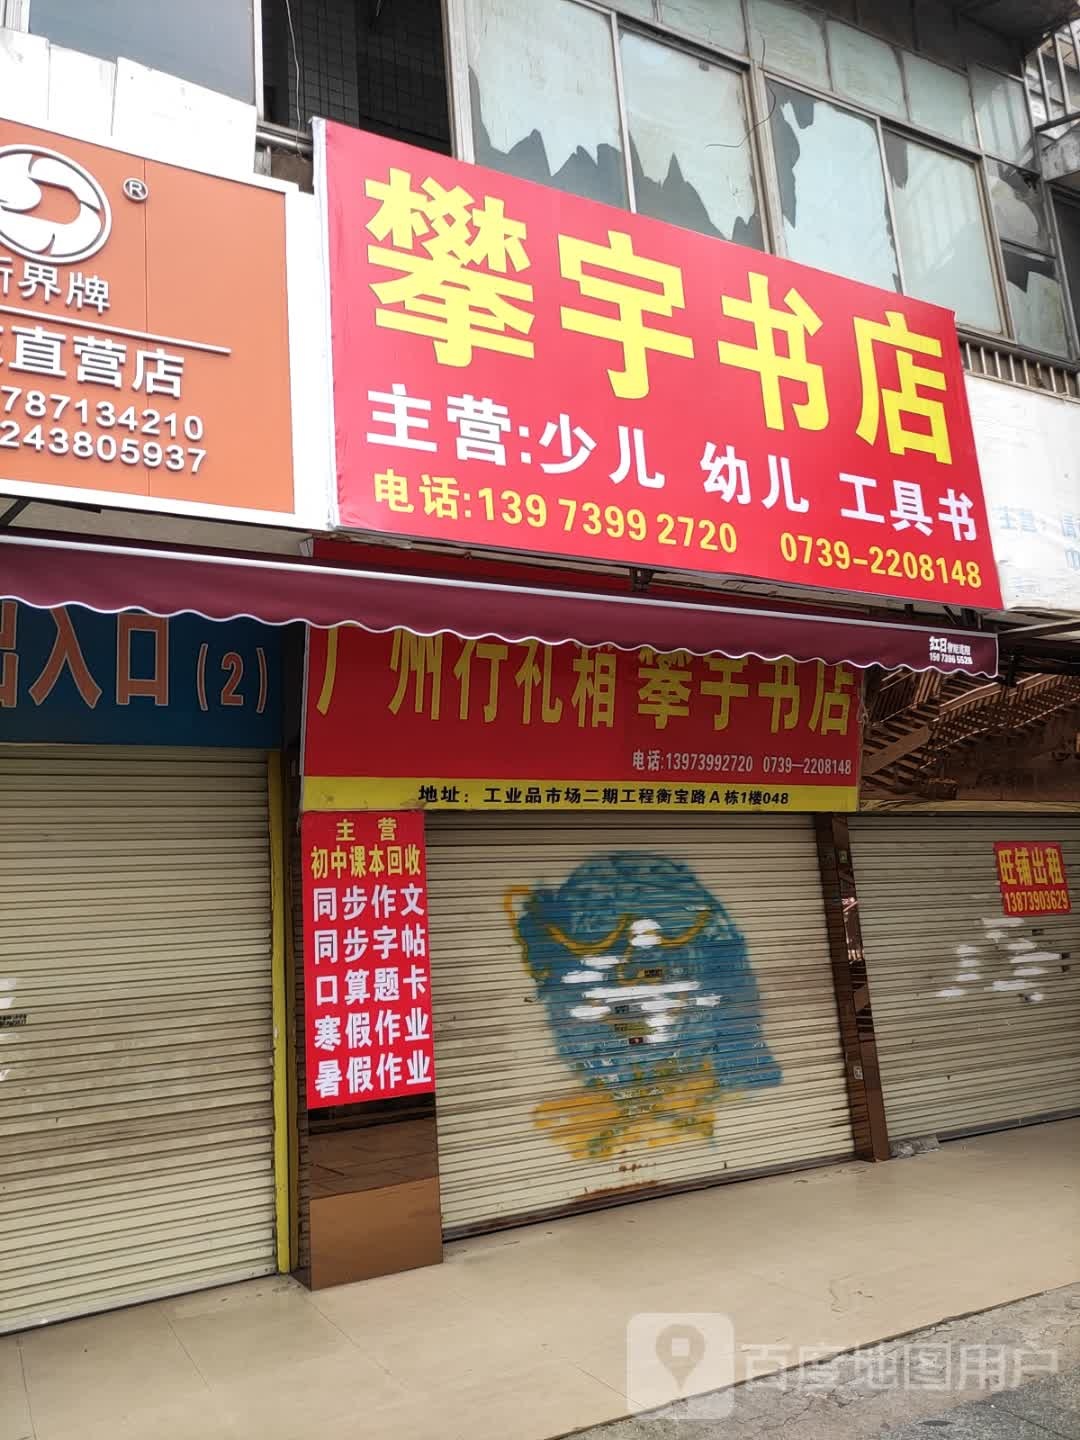 ®
界牌
直营店
787134210
243805937
攀宇书店
主营:少儿 幼儿 工具书
电话:139 7399 2720 0739-2208148
主营:
红日
出入口(2)
广州行礼箱 攀宇书店
电话:13973992720 0739—2208148
地址：工业品市场二期工程衡宝路A栋1楼048
主 营
初中课本回收
同步作文
同步字帖
口算题卡
寒假作业
暑假作业
旺铺出租
13873903629
百度地图用户